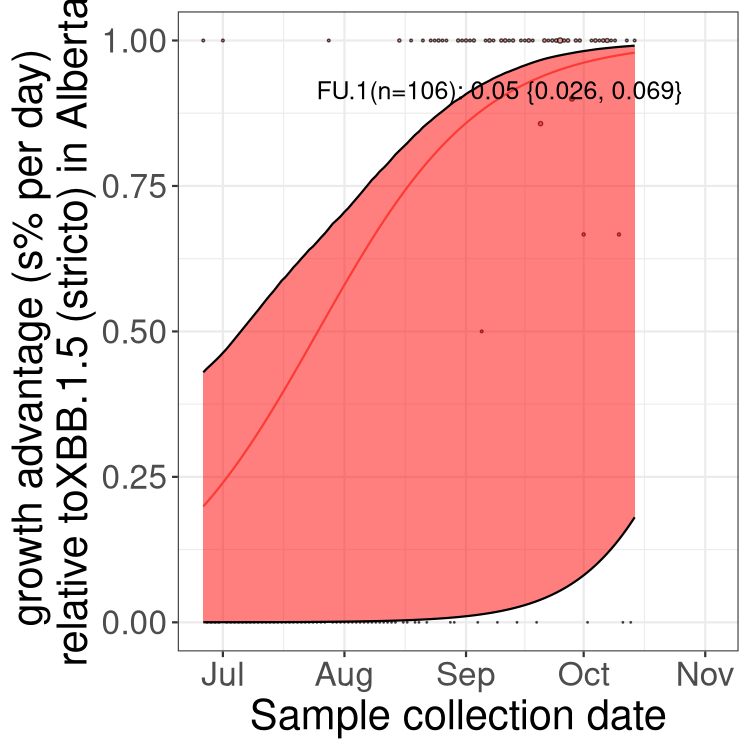 growth advantage (s% per day)
relative toXBB.1.5 (stricto) in Alberta
1.00
0.75
0.50
0.25
0.00
FU.1(n=106): 0.05 {0.026, 0.069}
Jul Aug Sep Oct Nov
Sample collection date